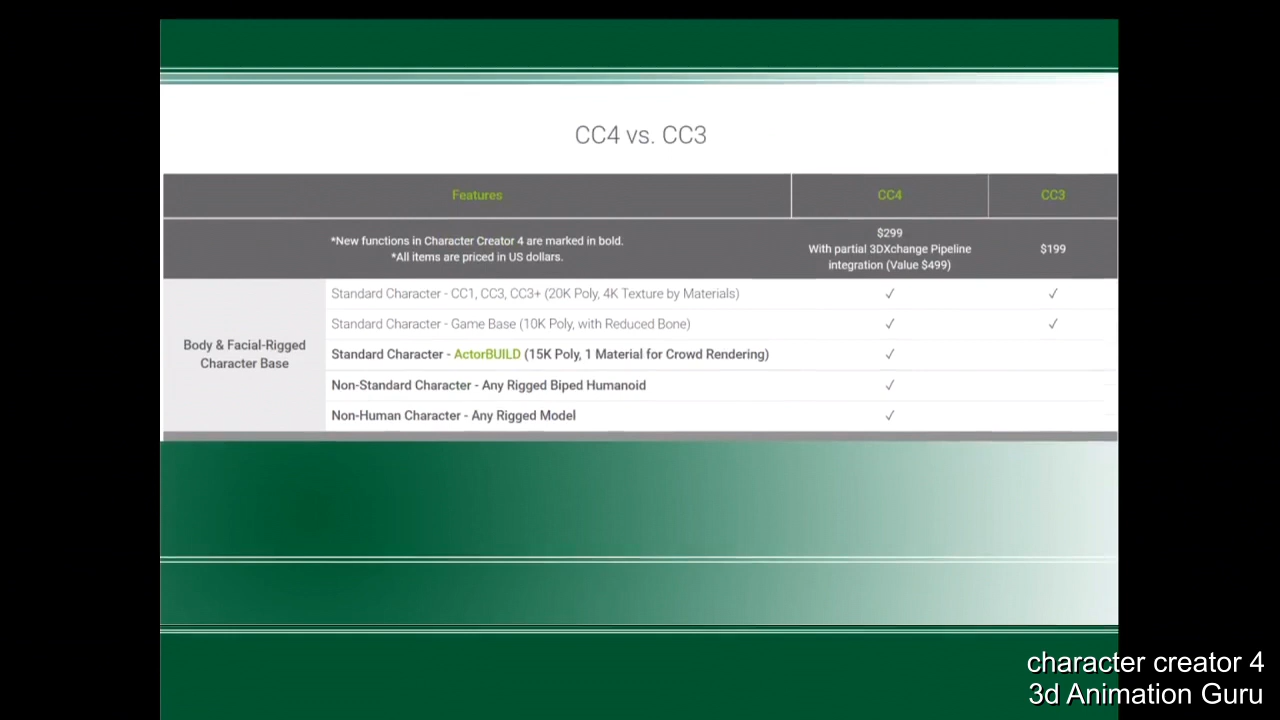 CC4 vs. CC3
Features CC4 CC3
*New functions in Character Creator 4 are marked in bold.
*All items are priced in US dollars.
$299
With partial 3DXchange Pipeline
integration (Value $499)
$199
Body & Facial-Rigged
Character Base
Standard Character - CC1, CC3, CC3+ (20K Poly, 4K Texture by Materials) ✓ ✓
Standard Character - Game Base (10K Poly, with Reduced Bone) ✓ ✓
Standard Character - ActorBUILD (15K Poly, 1 Material for Crowd Rendering) ✓
Non-Standard Character - Any Rigged Biped Humanoid ✓
Non-Human Character - Any Rigged Model ✓
character creator 4
3d Animation Guru